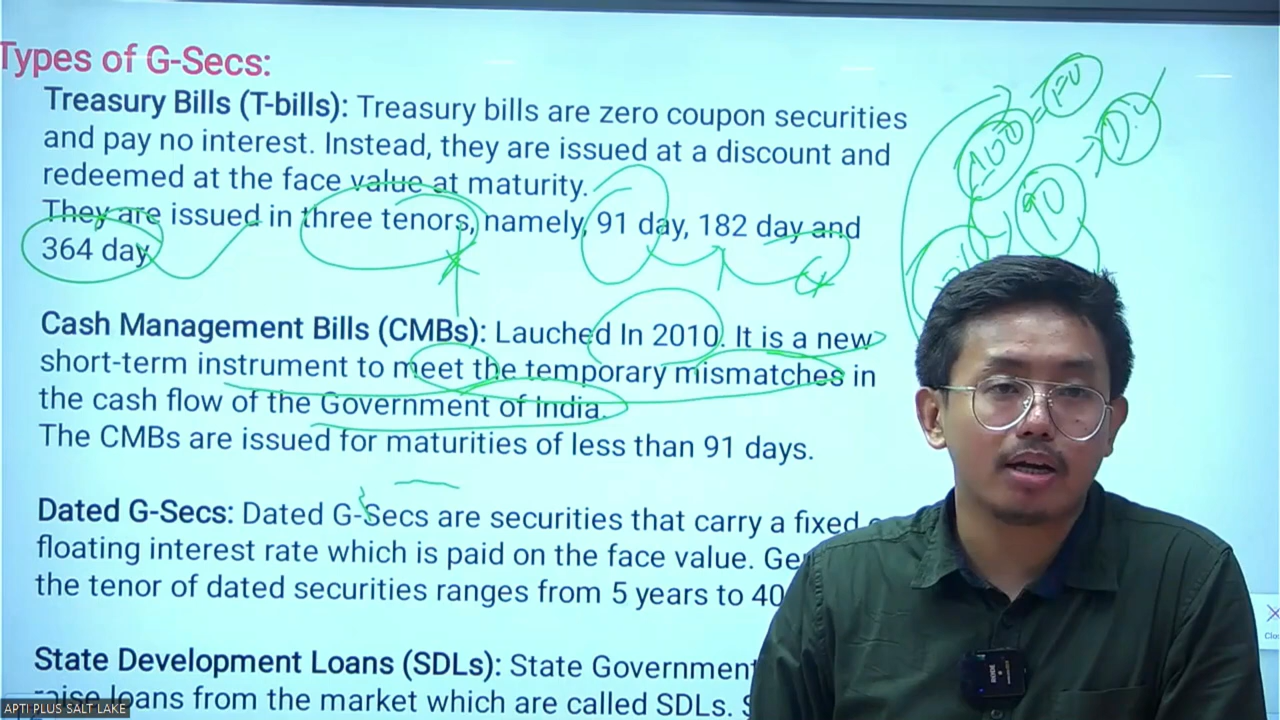 Types of G-Secs:
Treasury Bills (T-bills): Treasury bills are zero coupon securities
and pay no interest. Instead, they are issued at a discount and
redeemed at the face value at maturity.
They are issued in three tenors, namely, 91 day, 182 day and
364 day
100
FV
90
Cash Management Bills (CMBs): Lauched In 2010. It is a new
short-term instrument to meet the temporary mismatches in
the cash flow of the Government of India.
The CMBs are issued for maturities of less than 91 days.
Dated G-Secs: Dated G-Secs are securities that carry a fixed
floating interest rate which is paid on the face value.
the tenor of dated securities ranges from 5 years to 40
State Development Loans (SDLs): State Government
raise loans from the market which are called SDLs.
APTI PLUS SALT LAKE